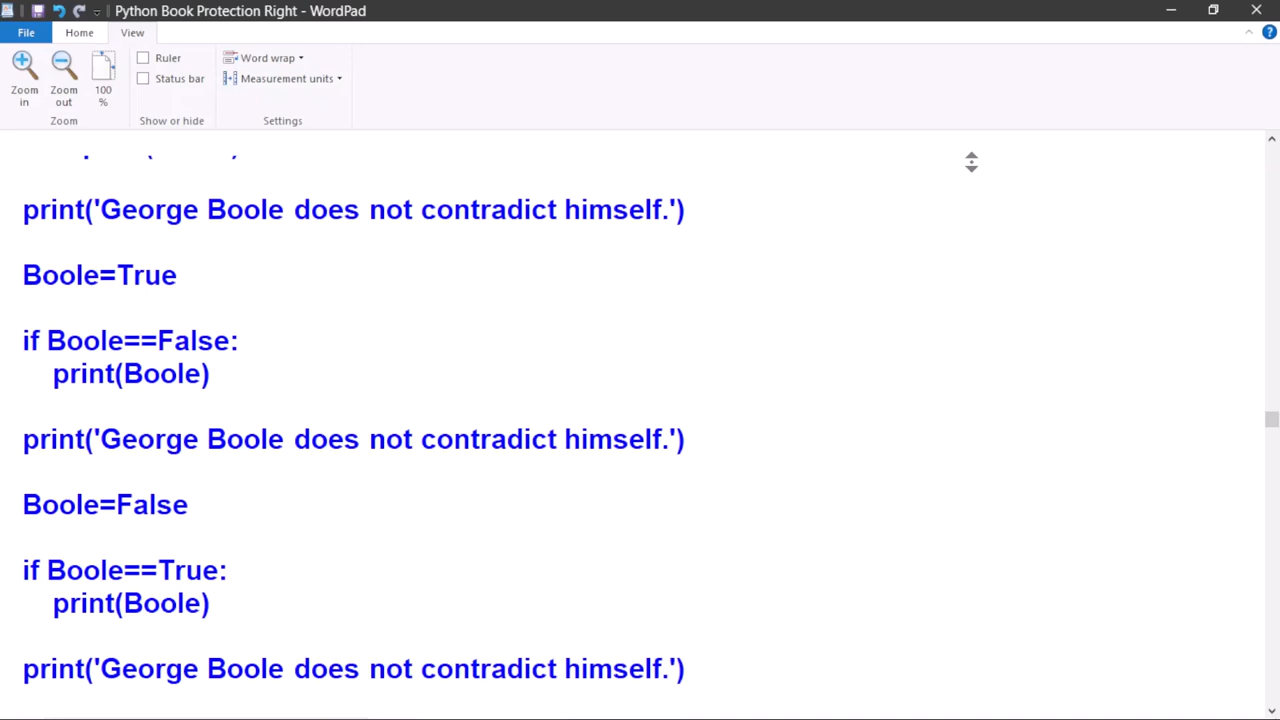 Python Book Protection Right - WordPad
File Home View
Zoom in
Zoom out
100 %
Ruler
Status bar
Word wrap
Measurement units
Zoom
Show or hide
Settings
print('George Boole does not contradict himself.')
Boole=True
if Boole==False:
print(Boole)
print('George Boole does not contradict himself.')
Boole=False
if Boole==True:
print(Boole)
print('George Boole does not contradict himself.')